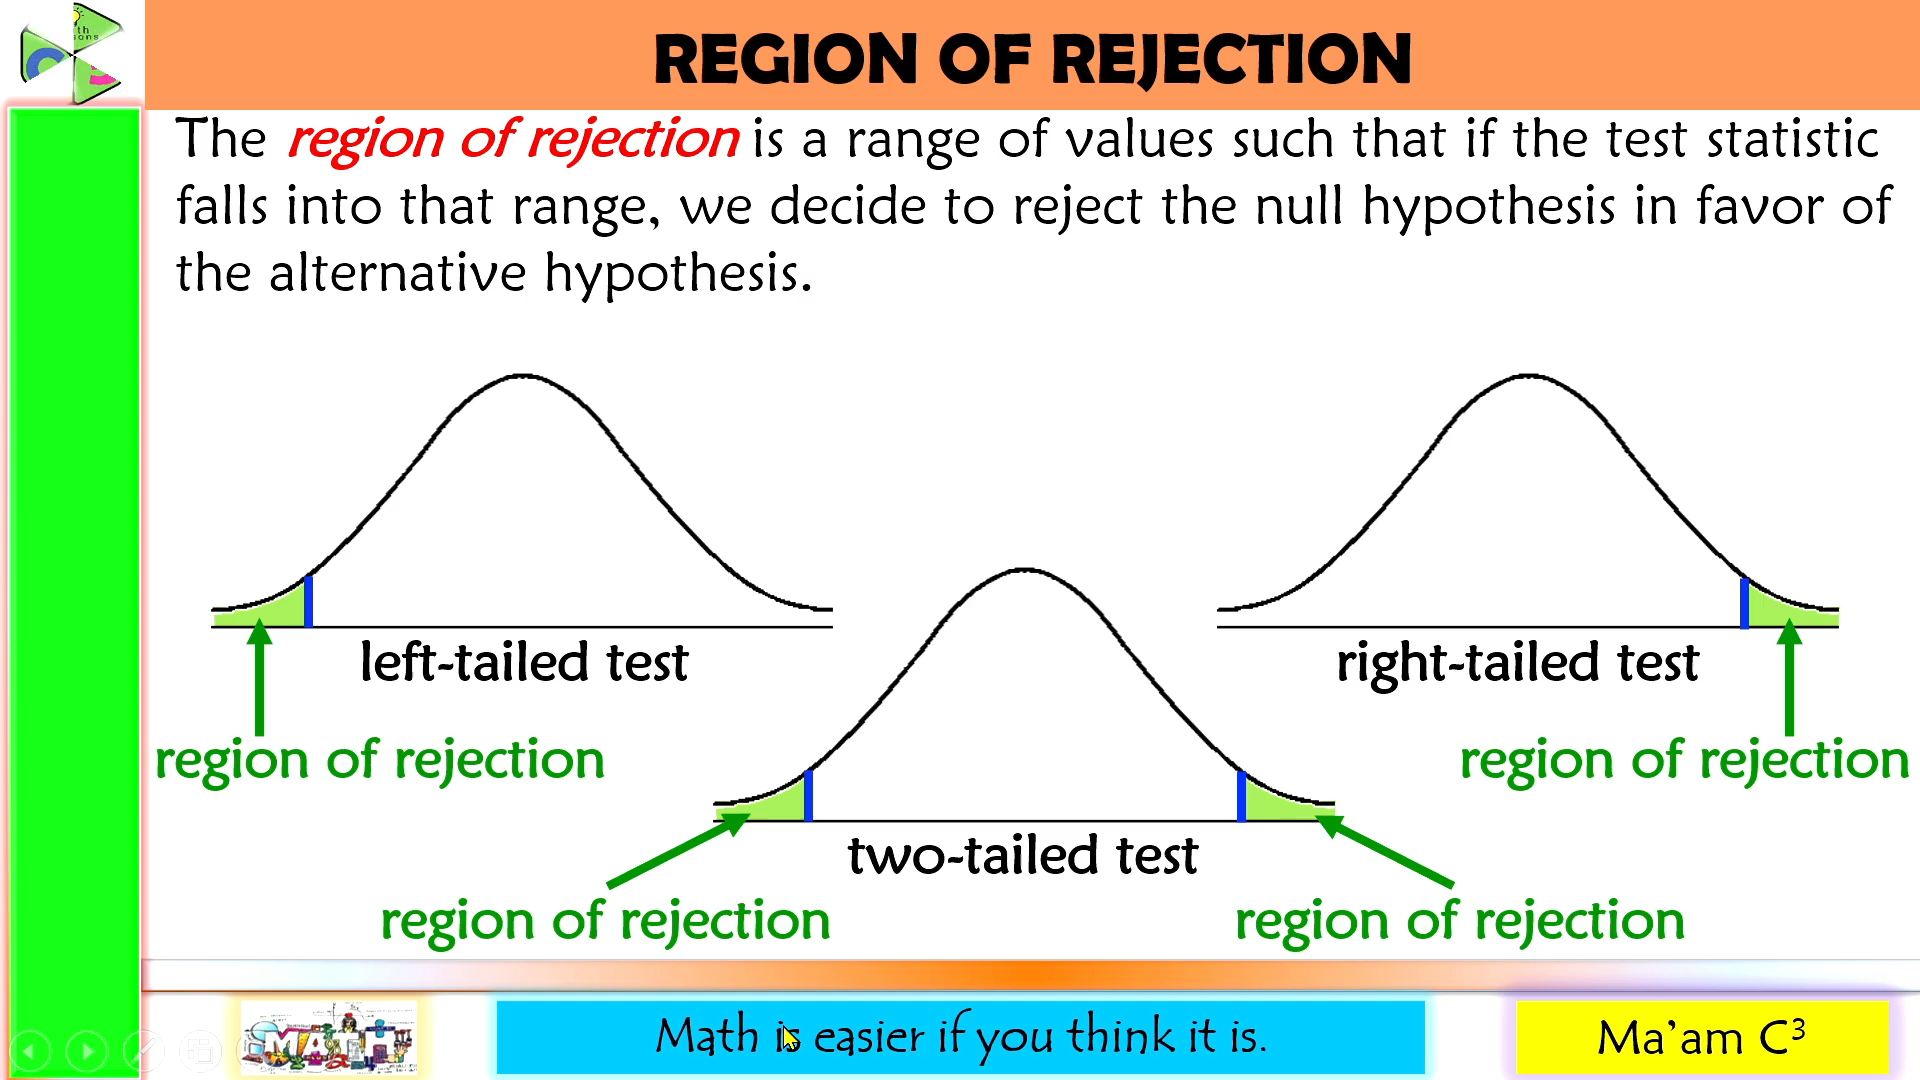 REGION OF REJECTION
The region of rejection is a range of values such that if the test statistic
falls into that range, we decide to reject the null hypothesis in favor of
the alternative hypothesis.
left-tailed test
right-tailed test
region of rejection
region of rejection
two-tailed test
region of rejection
region of rejection
MATH
Math is easier if you think it is.
Ma’am C³